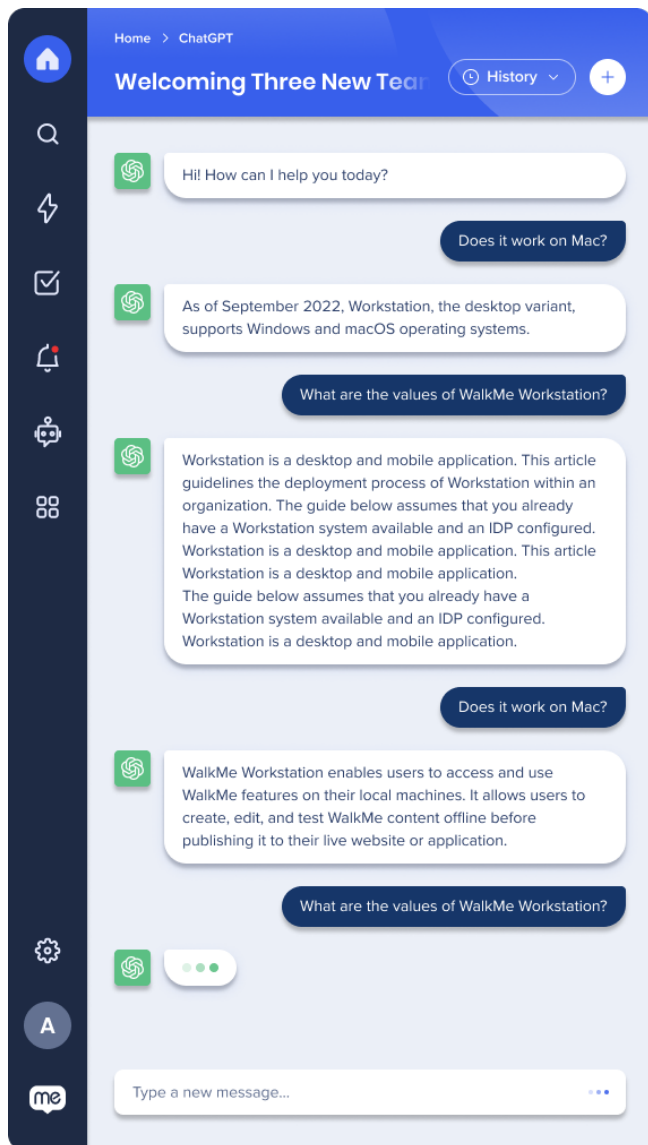 Home > ChatGPT
Welcoming Three New Team
History
+
Hi! How can I help you today?
Does it work on Mac?
As of September 2022, Workstation, the desktop variant,
supports Windows and macOS operating systems.
What are the values of WalkMe Workstation?
Workstation is a desktop and mobile application. This article
guidelines the deployment process of Workstation within an
organization. The guide below assumes that you already
have a Workstation system available and an IDP configured.
Workstation is a desktop and mobile application. This article
Workstation is a desktop and mobile application.
The guide below assumes that you already have a
Workstation system available and an IDP configured.
Workstation is a desktop and mobile application.
Does it work on Mac?
WalkMe Workstation enables users to access and use
WalkMe features on their local machines. It allows users to
create, edit, and test WalkMe content offline before
publishing it to their live website or application.
What are the values of WalkMe Workstation?
A
me
Type a new message...